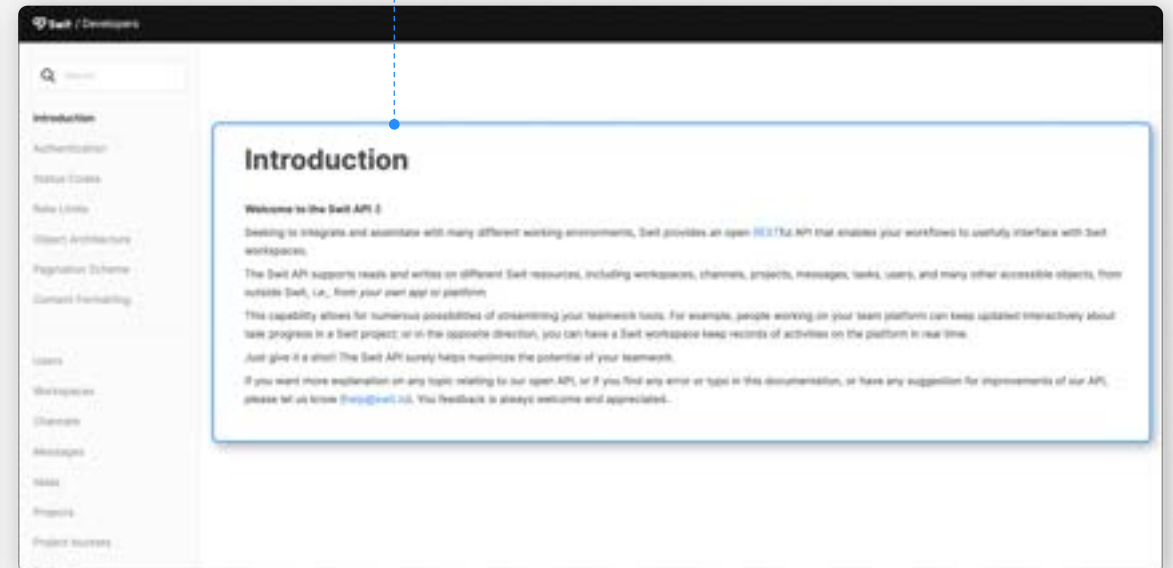 Swit / Developers
Search
Introduction
Authentication
Status Codes
Rate Limits
Object Architecture
Pagination Scheme
Content Formatting
Users
Workspaces
Channels
Messages
Ideas
Projects
Project buckets
Introduction
Welcome to the Swit API
Seeking to integrate and assimilate with many different working environments, Swit provides an open RESTful API that enables your workflows to usefully interface with Swit
workspaces.
The Swit API supports reads and writes on different Swit resources, including workspaces, channels, projects, messages, tasks, users, and many other accessible objects, from
outside Swit, i.e., from your own app or platform.
This capability allows for numerous possibilities of streamlining your teamwork tools. For example, people working on your team platform can keep updated interactively about
task progress in a Swit project; or in the opposite direction, you can have a Swit workspace keep records of activities on the platform in real time.
Just give it a shot! The Swit API surely helps maximize the potential of your teamwork.
If you want more explanation on any topic relating to our open API, or if you find any error or typo in this documentation, or have any suggestion for improvements of our API,
please let us know (help@swit.io). You feedback is always welcome and appreciated.